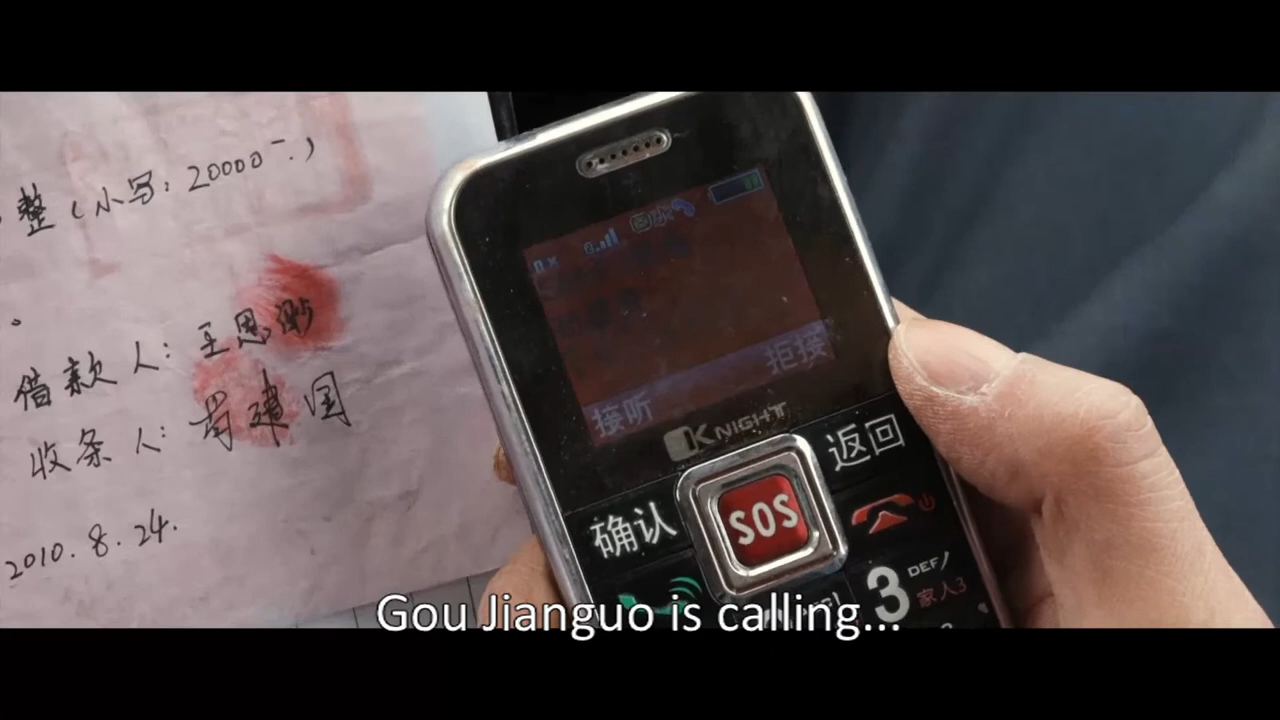 整(小写:20000-.)
借款人:王恩渺
收条人:苟建国
2010.8.24.
接听
拒接
KNIGHT
返回
确认
SOS
3 DEF/
家人3
Gou Jianguo is calling...